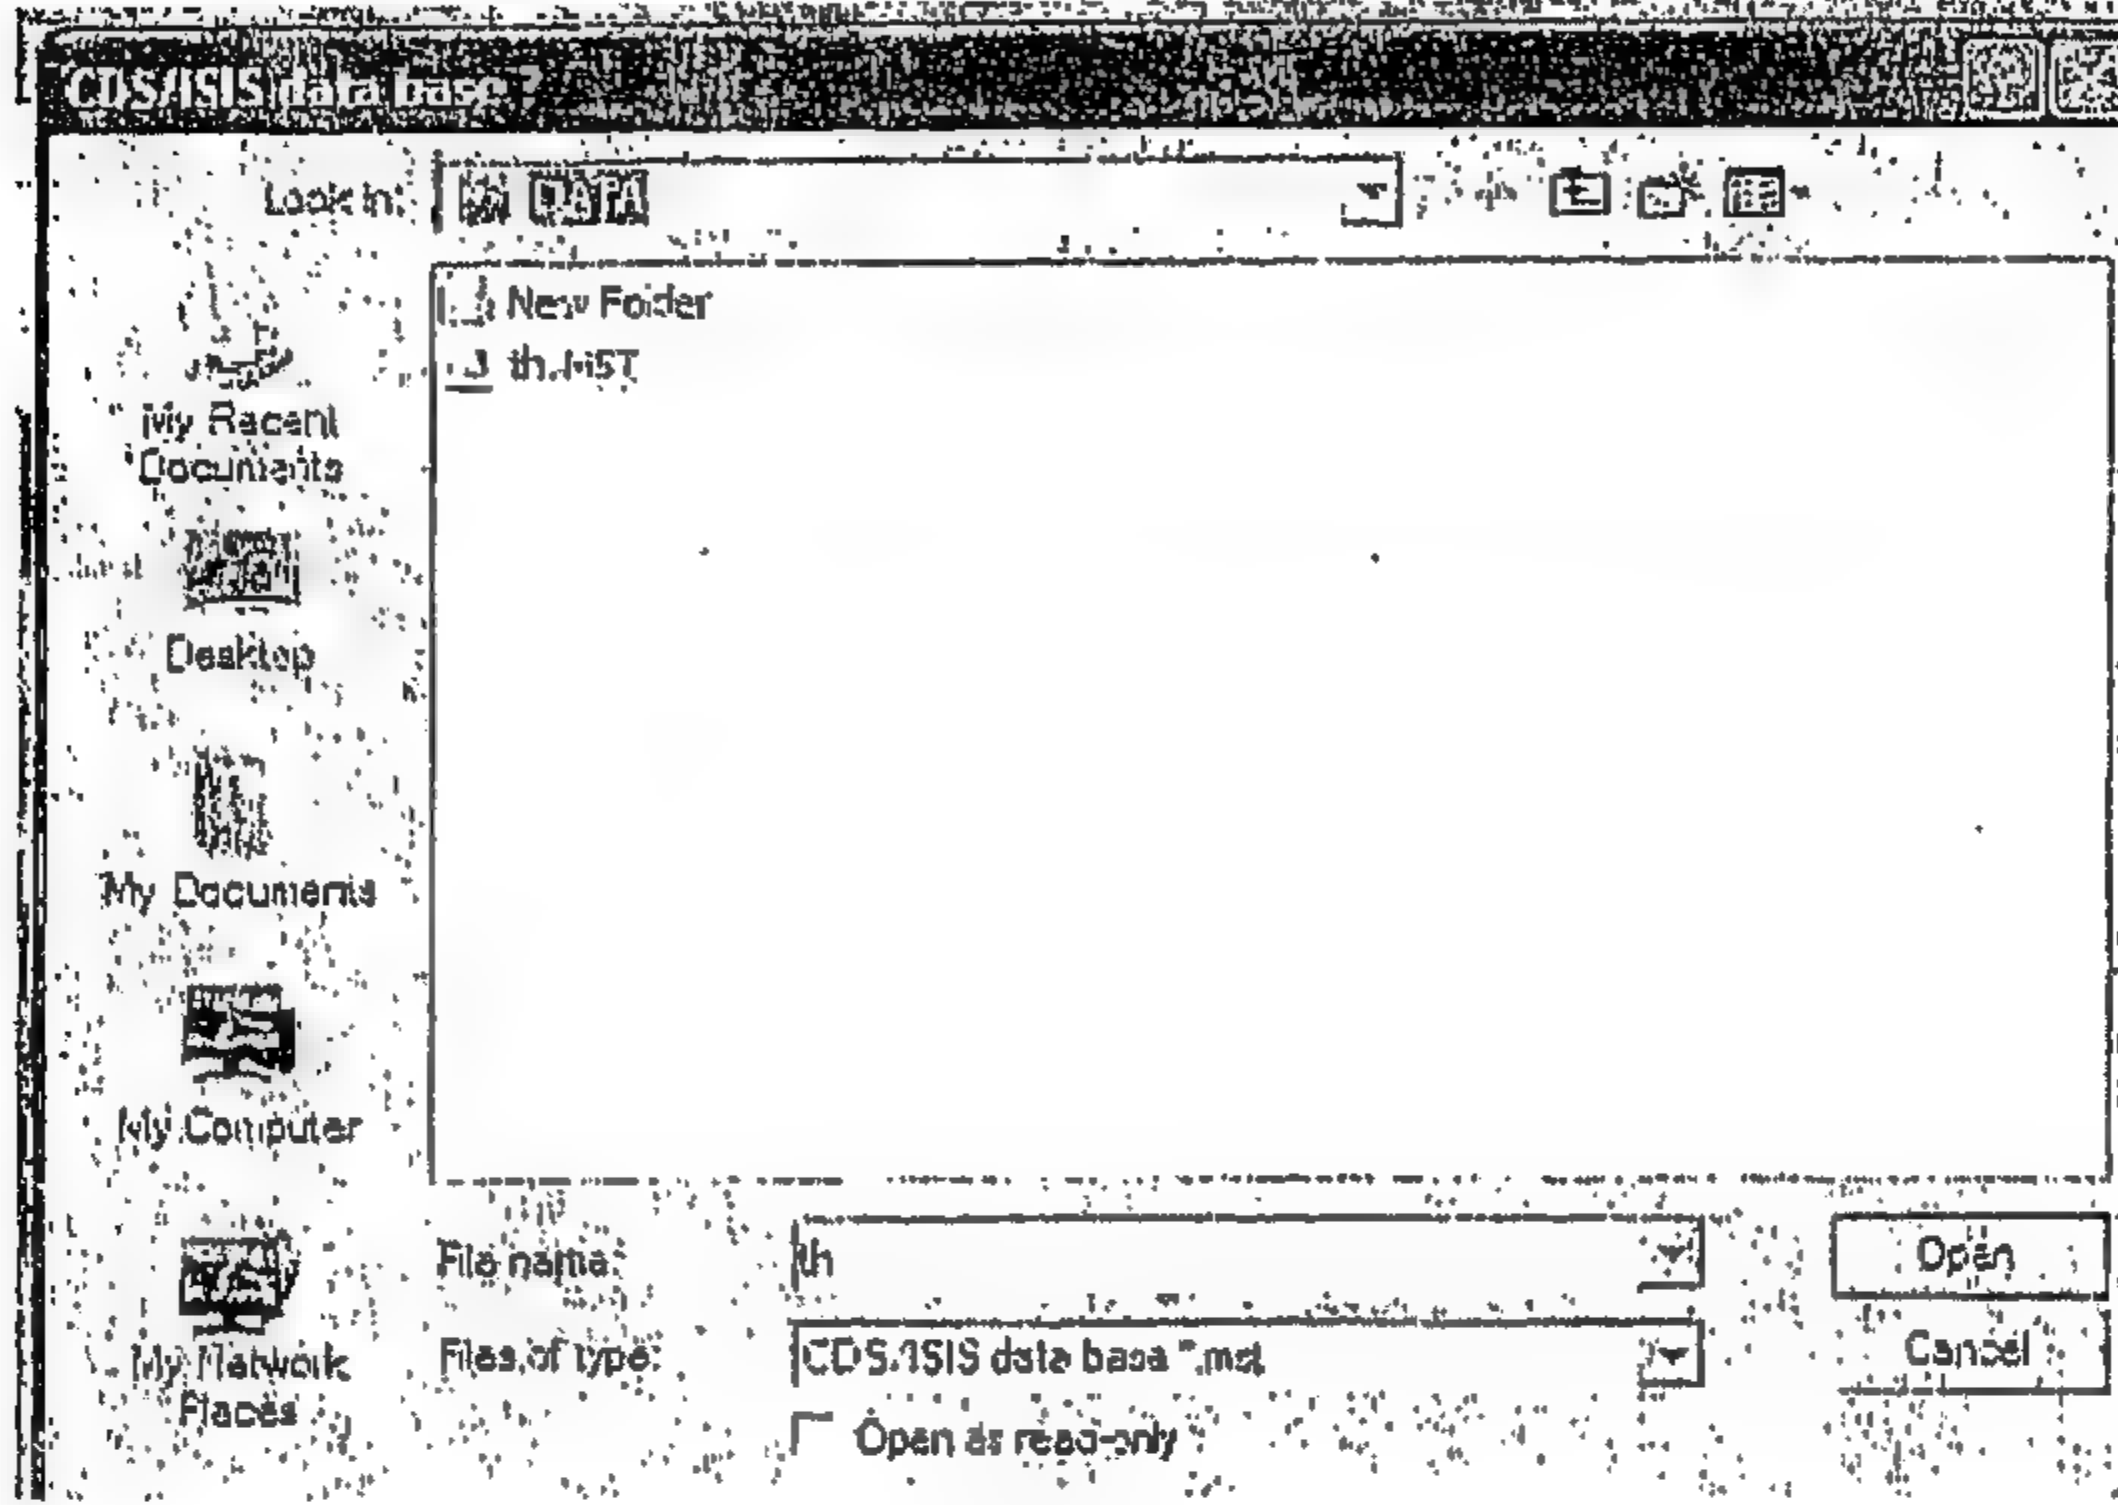 CDS/ISIS data base
Look in: DATA
New Folder
th.MST
My Recent
Documents
Desktop
My Documents
My Computer
My Network
Places
File name: th Open
Files of type: CDS/ISIS data base *.mst Cancel
Open as read-only